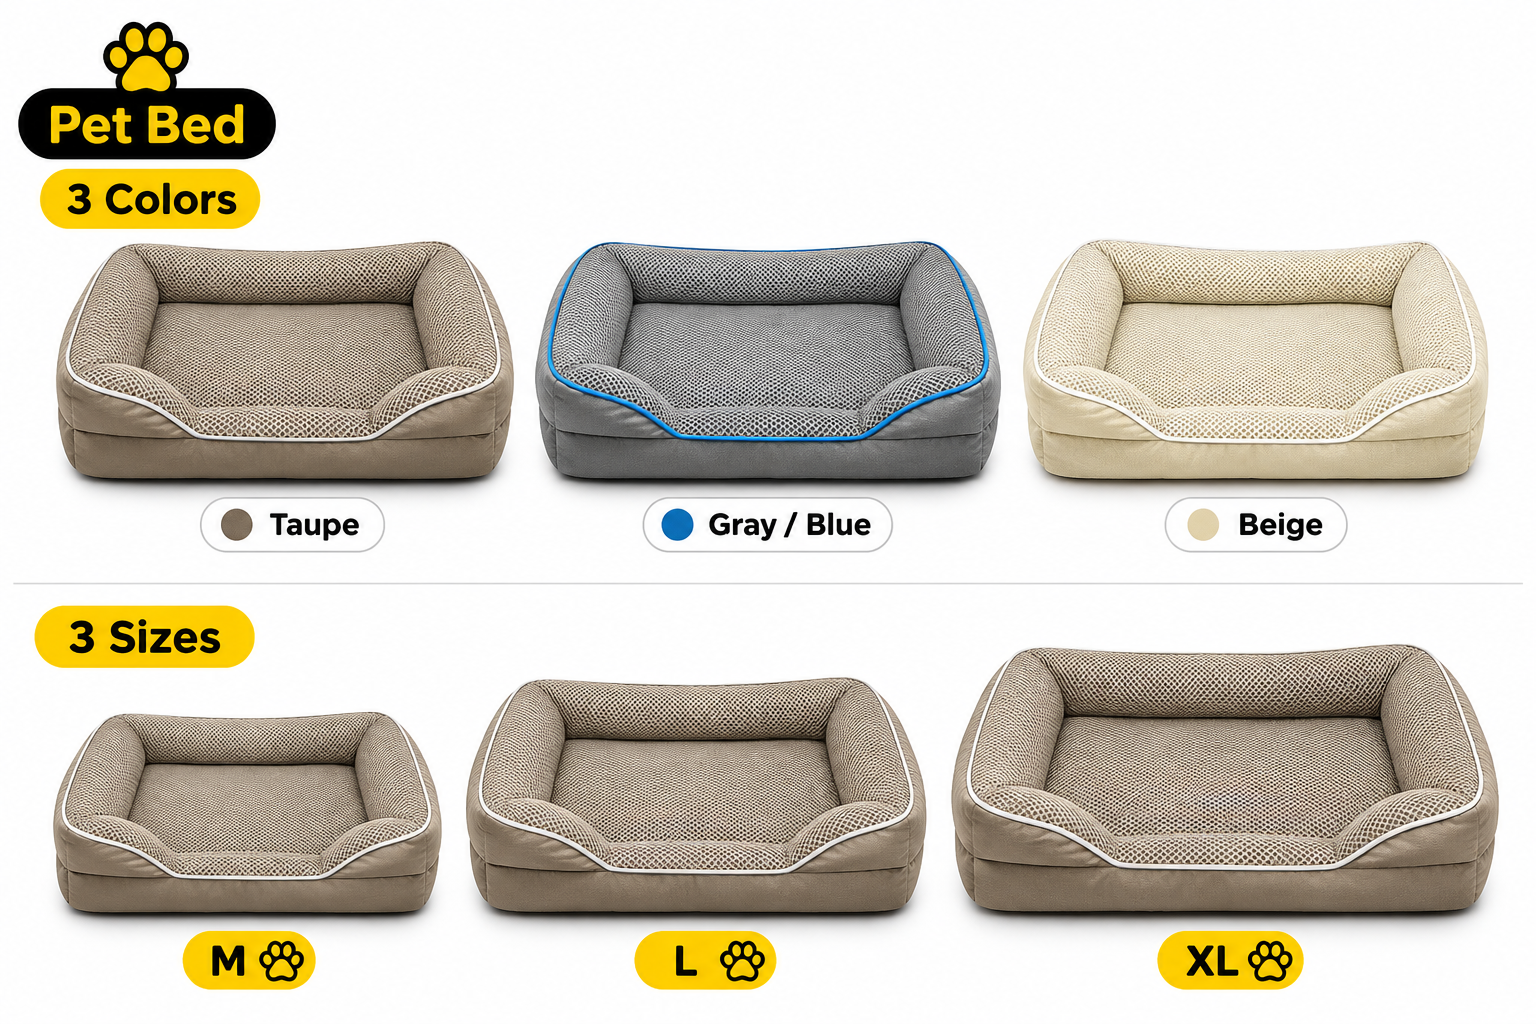 Pet Bed
3 Colors
Taupe
Gray / Blue
Beige
3 Sizes
M
L
XL